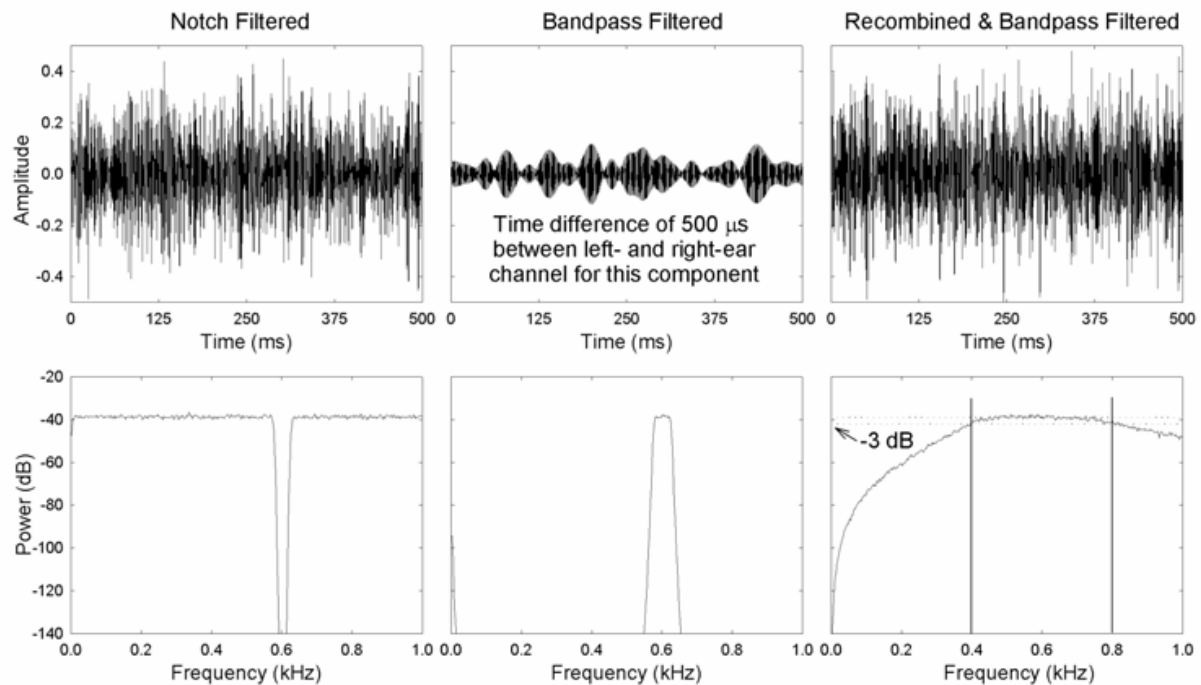 Notch Filtered
Bandpass Filtered
Recombined & Bandpass Filtered
Amplitude
0.4
0.2
0.0
-0.2
-0.4
0 125 250 375 500
Time (ms)
Time difference of 500 μs
between left- and right-ear
channel for this component
0 125 250 375 500
Time (ms)
0 125 250 375 500
Time (ms)
Power (dB)
-20
-40
-60
-80
-100
-120
-140
0.0 0.2 0.4 0.6 0.8 1.0
Frequency (kHz)
0.0 0.2 0.4 0.6 0.8 1.0
Frequency (kHz)
-3 dB
0.0 0.2 0.4 0.6 0.8 1.0
Frequency (kHz)